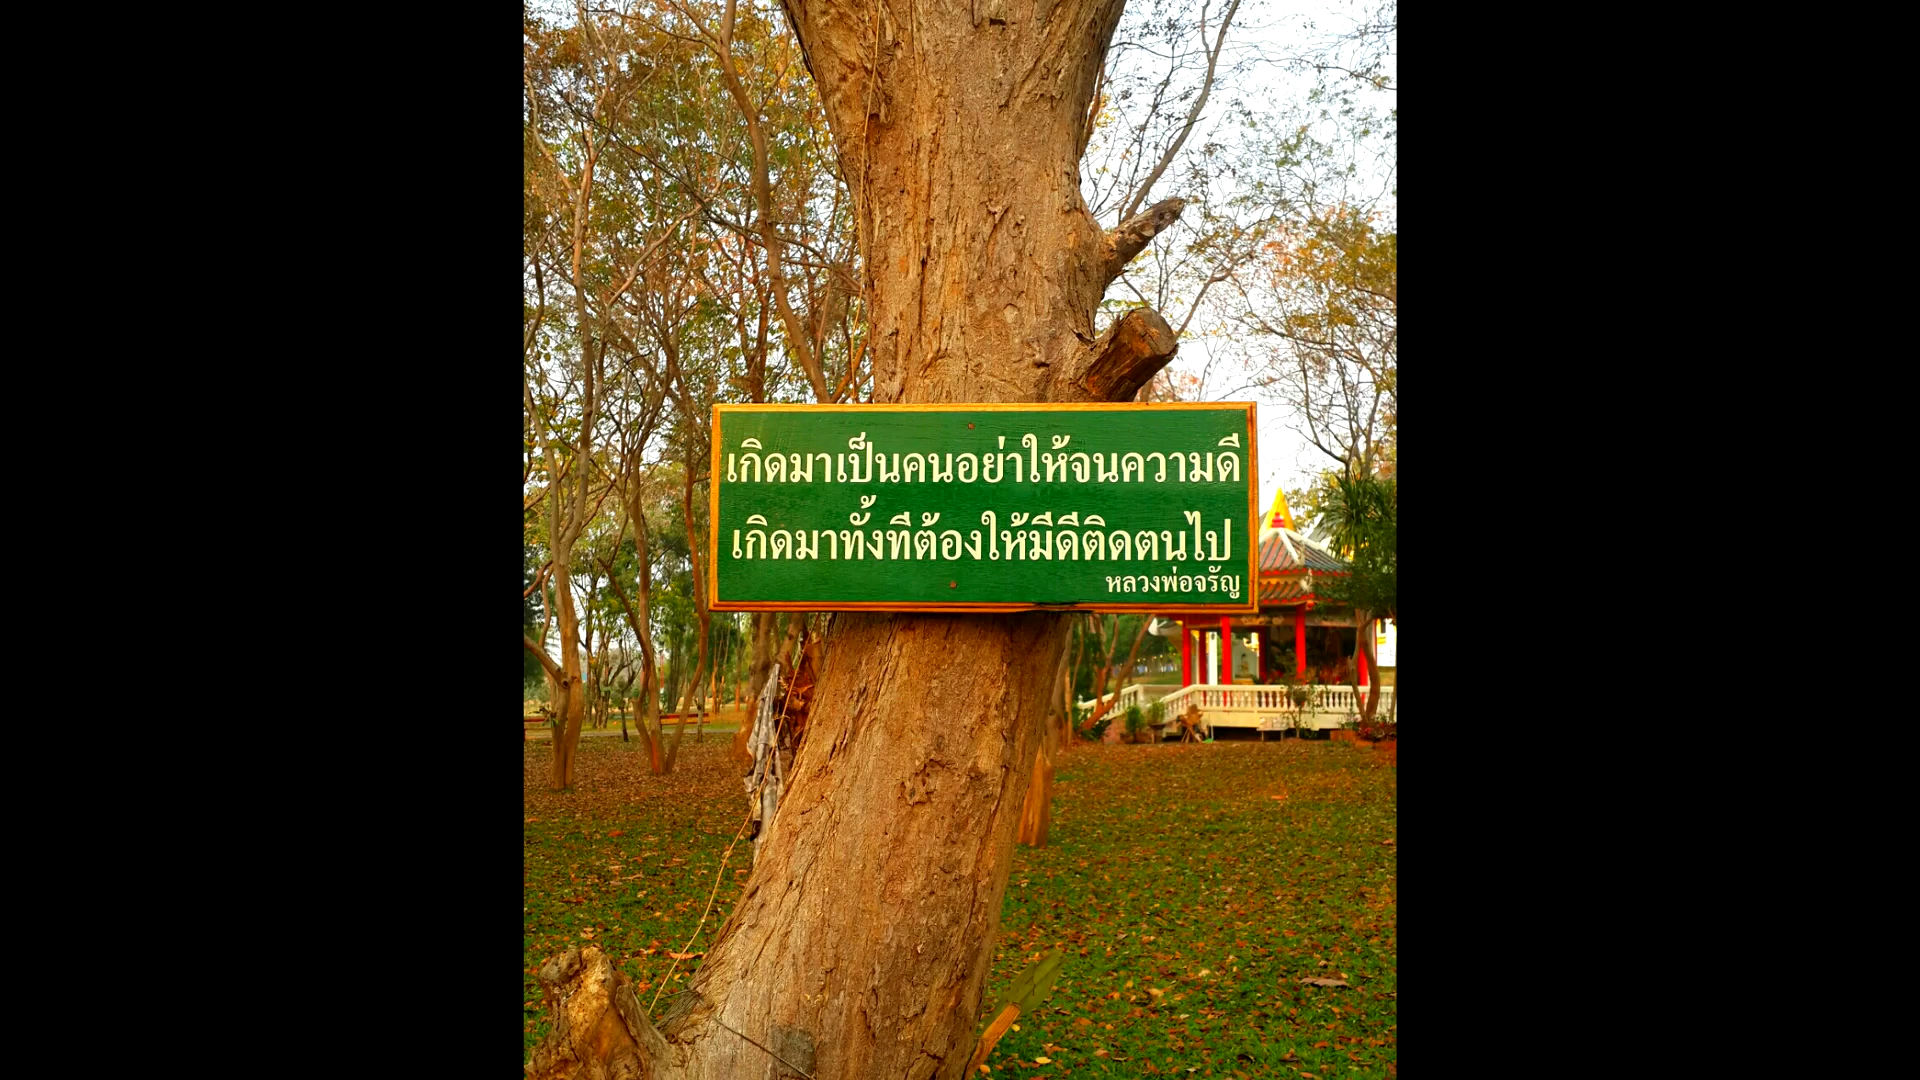 เกิดมาเป็นคนอย่าให้จนความดี
เกิดมาทั้งทีต้องให้มีดีติดตนไป
หลวงพ่อจรัญ